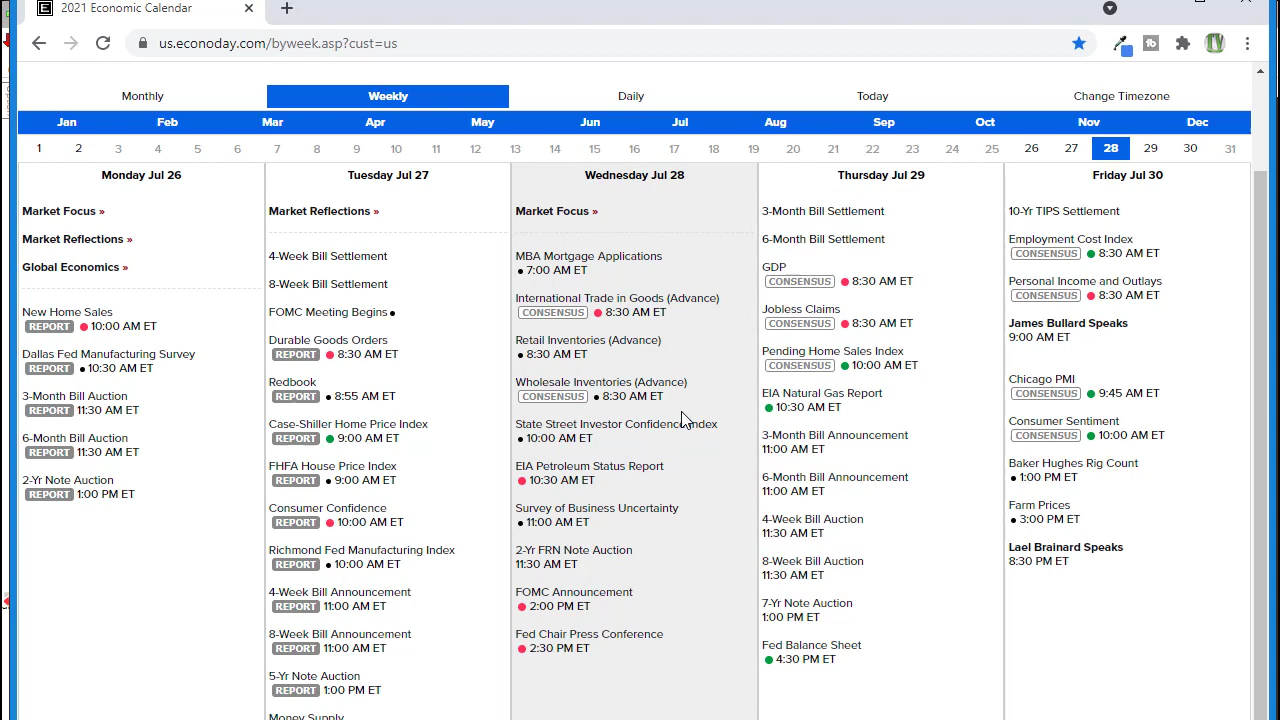 2021 Economic Calendar
us.econoday.com/byweek.asp?cust=us
Monthly Weekly Daily Today Change Timezone
Jan Feb Mar Apr May Jun Jul Aug Sep Oct Nov Dec
1 2 3 4 5 6 7 8 9 10 11 12 13 14 15 16 17 18 19 20 21 22 23 24 25 26 27 28 29 30 31
Monday Jul 26
Market Focus »
Market Reflections »
Global Economics »
New Home Sales
REPORT 10:00 AM ET
Dallas Fed Manufacturing Survey
REPORT 10:30 AM ET
3-Month Bill Auction
REPORT 11:30 AM ET
6-Month Bill Auction
REPORT 11:30 AM ET
2-Yr Note Auction
REPORT 1:00 PM ET
Tuesday Jul 27
Market Reflections »
4-Week Bill Settlement
8-Week Bill Settlement
FOMC Meeting Begins
Durable Goods Orders
REPORT 8:30 AM ET
Redbook
REPORT 8:55 AM ET
Case-Shiller Home Price Index
REPORT 9:00 AM ET
FHFA House Price Index
REPORT 9:00 AM ET
Consumer Confidence
REPORT 10:00 AM ET
Richmond Fed Manufacturing Index
REPORT 10:00 AM ET
4-Week Bill Announcement
REPORT 11:00 AM ET
8-Week Bill Announcement
REPORT 11:00 AM ET
5-Yr Note Auction
REPORT 1:00 PM ET
Money Supply
Wednesday Jul 28
Market Focus »
MBA Mortgage Applications
7:00 AM ET
International Trade in Goods (Advance)
CONSENSUS 8:30 AM ET
Retail Inventories (Advance)
8:30 AM ET
Wholesale Inventories (Advance)
CONSENSUS 8:30 AM ET
State Street Investor Confidence Index
10:00 AM ET
EIA Petroleum Status Report
10:30 AM ET
Survey of Business Uncertainty
11:00 AM ET
2-Yr FRN Note Auction
11:30 AM ET
FOMC Announcement
2:00 PM ET
Fed Chair Press Conference
2:30 PM ET
Thursday Jul 29
3-Month Bill Settlement
6-Month Bill Settlement
GDP
CONSENSUS 8:30 AM ET
Jobless Claims
CONSENSUS 8:30 AM ET
Pending Home Sales Index
CONSENSUS 10:00 AM ET
EIA Natural Gas Report
10:30 AM ET
3-Month Bill Announcement
11:00 AM ET
6-Month Bill Announcement
11:00 AM ET
4-Week Bill Auction
11:30 AM ET
8-Week Bill Auction
11:30 AM ET
7-Yr Note Auction
1:00 PM ET
Fed Balance Sheet
4:30 PM ET
Friday Jul 30
10-Yr TIPS Settlement
Employment Cost Index
CONSENSUS 8:30 AM ET
Personal Income and Outlays
CONSENSUS 8:30 AM ET
James Bullard Speaks
9:00 AM ET
Chicago PMI
CONSENSUS 9:45 AM ET
Consumer Sentiment
CONSENSUS 10:00 AM ET
Baker Hughes Rig Count
1:00 PM ET
Farm Prices
3:00 PM ET
Lael Brainard Speaks
8:30 PM ET